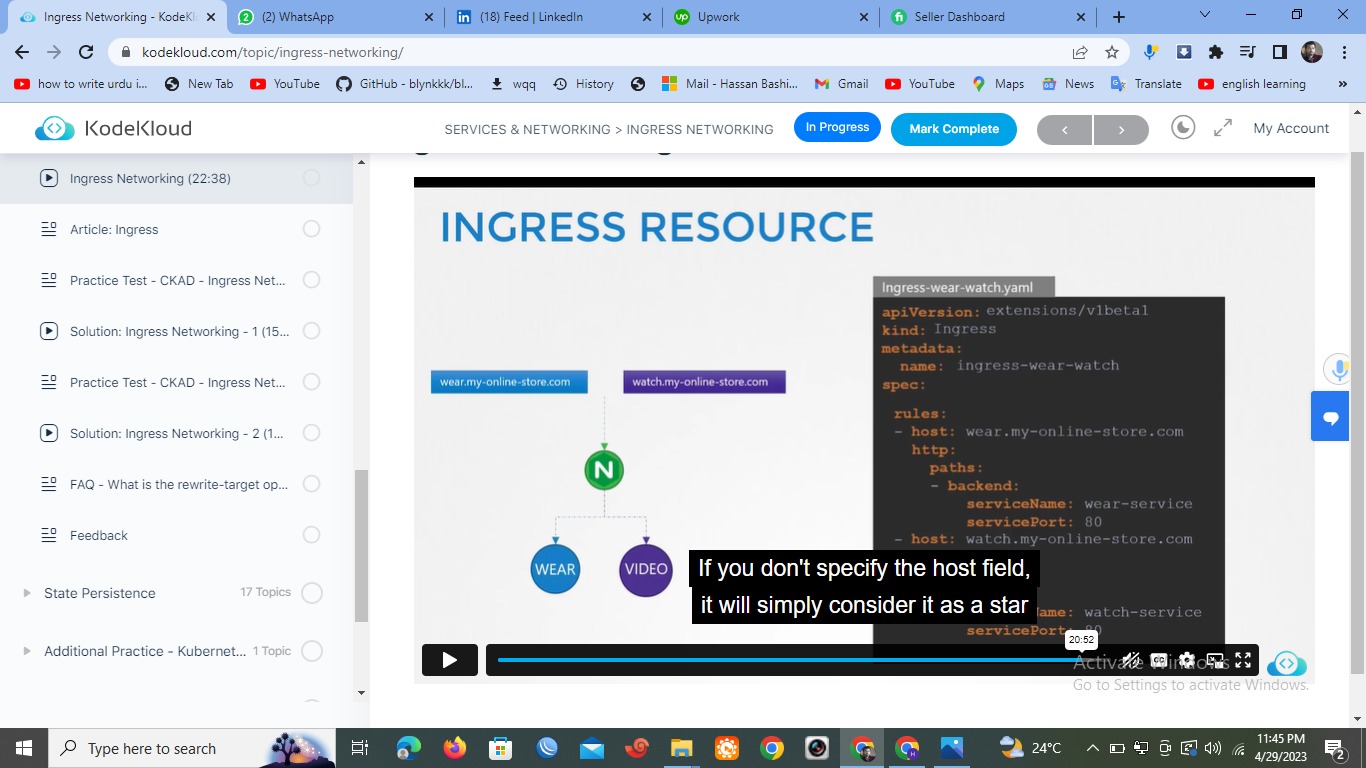 Ingress Networking - KodeKl
(2) WhatsApp
(18) Feed | LinkedIn
Upwork
Seller Dashboard
kodekloud.com/topic/ingress-networking/
how to write urdu i...
New Tab
YouTube
GitHub - blynkkk/bl...
wqq
History
Mail - Hassan Bashi...
Gmail
YouTube
Maps
News
Translate
english learning
KodeKloud
SERVICES & NETWORKING > INGRESS NETWORKING
In Progress
Mark Complete
My Account
Ingress Networking (22:38)
Article: Ingress
Practice Test - CKAD - Ingress Net...
Solution: Ingress Networking - 1 (15...
Practice Test - CKAD - Ingress Net...
Solution: Ingress Networking - 2 (1...
FAQ - What is the rewrite-target op...
Feedback
State Persistence
17 Topics
Additional Practice - Kubernet...
1 Topic
INGRESS RESOURCE
wear.my-online-store.com
watch.my-online-store.com
N
WEAR
VIDEO
Ingress-wear-watch.yaml
apiVersion: extensions/v1beta1
kind: Ingress
metadata:
name: ingress-wear-watch
spec:
rules:
- host: wear.my-online-store.com
http:
paths:
- backend:
serviceName: wear-service
servicePort: 80
- host: watch.my-online-store.com
ame: watch-service
servicePort: 80
If you don't specify the host field,
it will simply consider it as a star
20:52
CC
Activate Windows
Go to Settings to activate Windows.
Type here to search
24°C
11:45 PM
4/29/2023
2